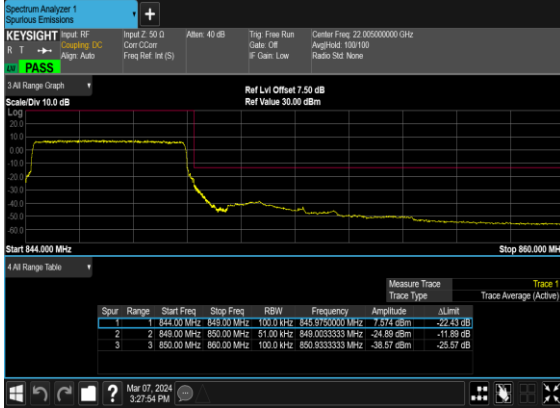 Spectrum Analyzer 1
Spurious Emissions
KEYSIGHT Input: RF Input Z: 50 Ω Atten: 40 dB Trig: Free Run Center Freq: 22.005000000 GHz
R T Coupling: DC Corr CCorr Gate: Off Avg|Hold: 100/100
Align: Auto Freq Ref: Int (S) IF Gain: Low Radio Std: None
LXI PASS
3 All Range Graph
Ref Lvl Offset 7.50 dB
Scale/Div 10.0 dB Ref Value 30.00 dBm
Log
20.0
10.0
0.00
-10.0
-20.0
-30.0
-40.0
-50.0
-60.0
Start 844.000 MHz Stop 860.000 MH
4 All Range Table
Measure Trace Trace 1
Trace Type Trace Average (Active)
Spur Range Start Freq Stop Freq RBW Frequency Amplitude ΔLimit
1 1 844.00 MHz 849.00 MHz 100.0 kHz 845.9750000 MHz 7.574 dBm -22.43 dB
2 2 849.00 MHz 850.00 MHz 51.00 kHz 849.0033333 MHz -24.89 dBm -11.89 dB
3 3 850.00 MHz 860.00 MHz 100.0 kHz 850.9333333 MHz -38.57 dBm -25.57 dB
Mar 07, 2024
3:27:54 PM